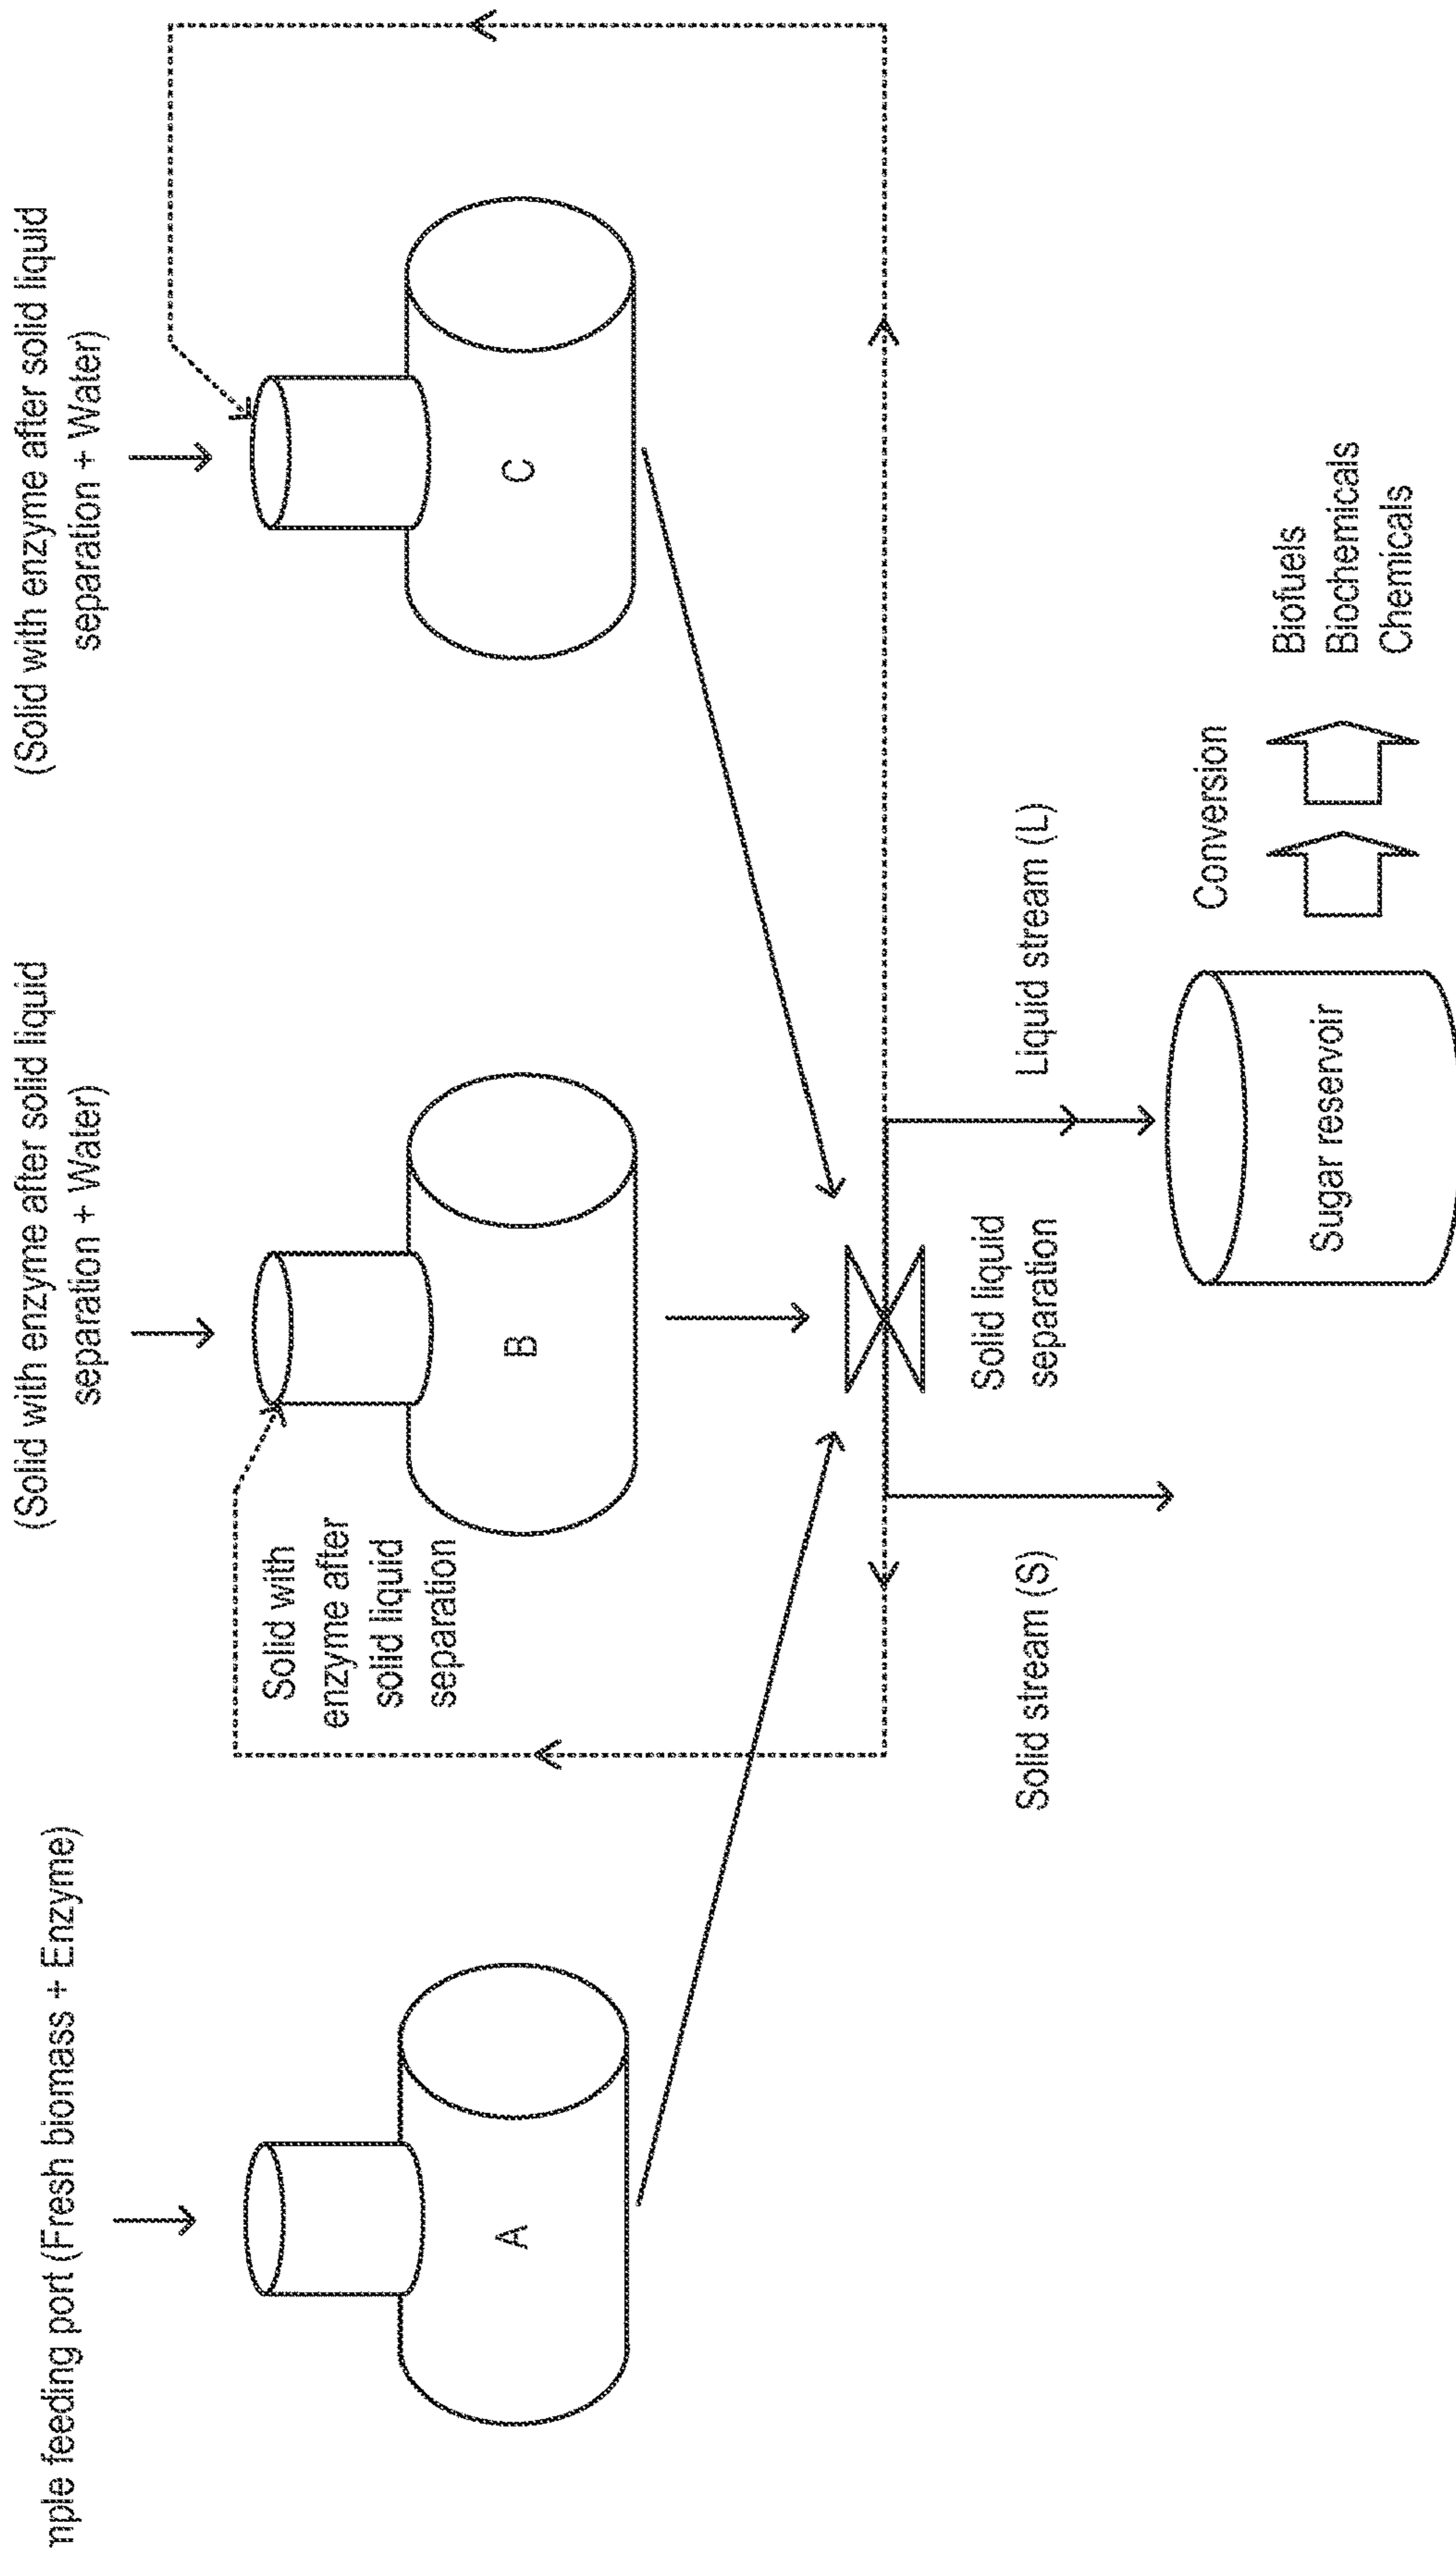 nple feeding port (Fresh biomass + Enzyme)
(Solid with enzyme after solid liquid
separation + Water)
(Solid with enzyme after solid liquid
separation + Water)
A
Solid with
enzyme after
solid liquid
separation
B
C
Solid stream (S)
Solid liquid
separation
Liquid stream (L)
Sugar reservoir
Conversion
Biofuels
Biochemicals
Chemicals